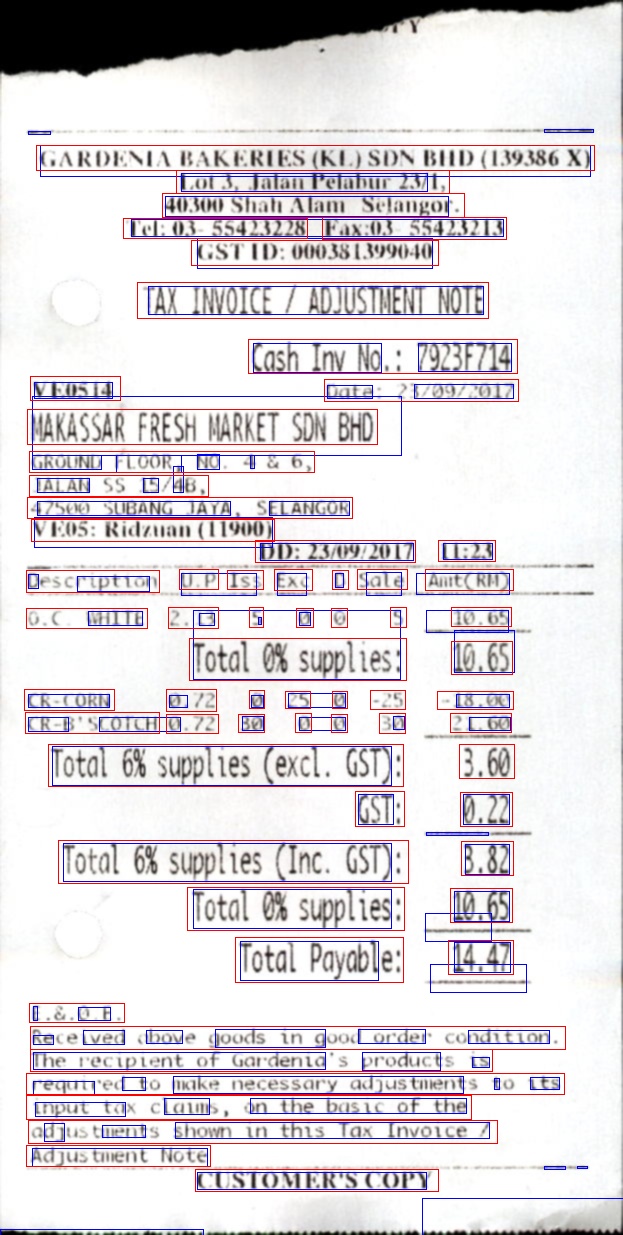 GARDENIA BAKERIES (KL) SDN BHD (139386 X)
Lot 3, Jalan Pelabur 23/1,
40300 Shah Alam Selangor.
Tel: 03- 55423228 Fax:03- 55423213
GST ID: 000381399040
TAX INVOICE / ADJUSTMENT NOTE
Cash Inv No.: 7923F714
VE0514 Date: 23/09/2017
MAKASSAR FRESH MARKET SDN BHD
GROUND FLOOR, NO. 4 & 6,
JALAN SS 15/4B,
47500 SUBANG JAYA, SELANGOR
VE05: Ridzuan (11900)
DD: 23/09/2017 11:23
Description U.P Iss Exc D Sale Amt(RM)
O.C. WHITE 2.13 5 0 0 5 10.65
Total 0% supplies: 10.65
CR-CORN 0.72 0 25 0 -25 -18.00
CR-B'SCOTCH 0.72 30 0 0 30 21.60
Total 6% supplies (excl. GST): 3.60
GST: 0.22
Total 6% supplies (Inc. GST): 3.82
Total 0% supplies: 10.65
Total Payable: 14.47
E.&.O.E.
Received above goods in good order condition.
The recipient of Gardenia's products is
required to make necessary adjustments to its
input tax claims, on the basic of the
adjustments shown in this Tax Invoice /
Adjustment Note
CUSTOMER'S COPY